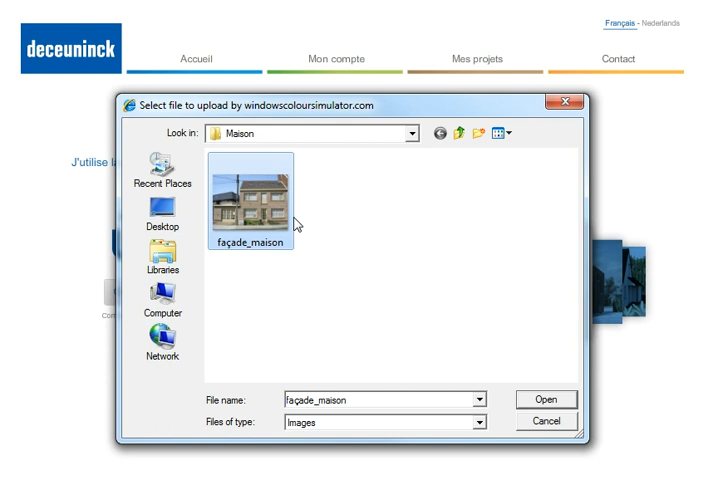 Français - Nederlands
deceuninck
Accueil
Mon compte
Mes projets
Contact
Select file to upload by windowscoloursimulator.com
Look in:
Maison
J'utilise
Recent Places
Desktop
Libraries
Computer
Network
façade_maison
File name:
façade_maison
Open
Files of type:
Images
Cancel